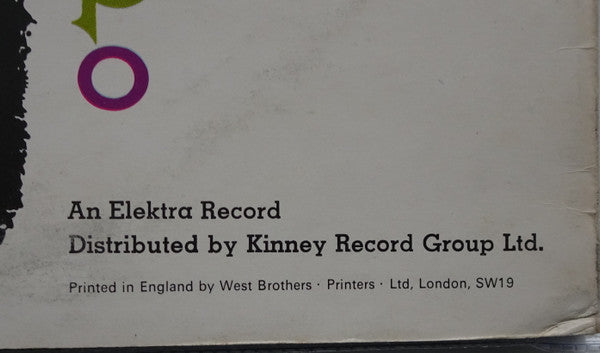 An Elektra Record
Distributed by Kinney Record Group Ltd.
Printed in England by West Brothers · Printers · Ltd, London, SW19